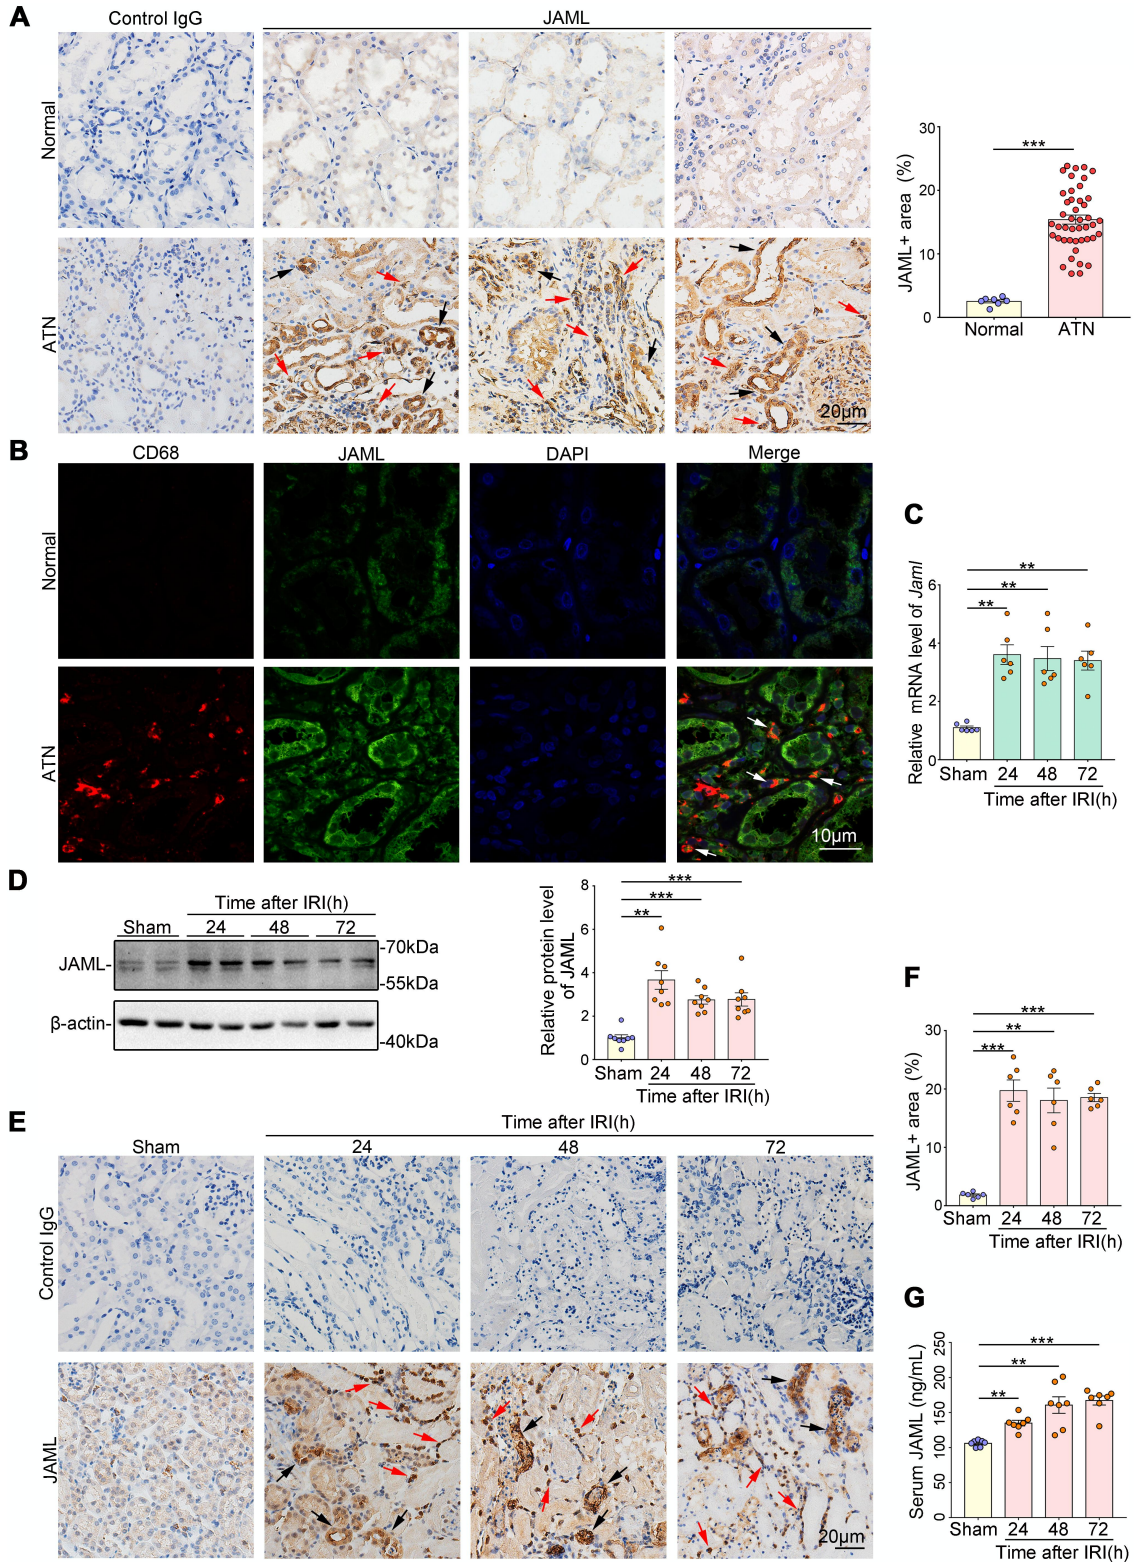 A
Control IgG
JAML
Normal
ATN
20μm
JAML+ area (%)
30
20
10
0
***
Normal
ATN
B
CD68
JAML
DAPI
Merge
Normal
ATN
10μm
C
Relative mRNA level of Jaml
6
4
2
0
**
**
**
Sham
24
48
72
Time after IRI(h)
D
Time after IRI(h)
Sham
24
48
72
JAML-
-70kDa
-55kDa
β-actin-
-40kDa
Relative protein level
of JAML
8
6
4
2
0
***
***
**
Sham
24
48
72
Time after IRI(h)
F
JAML+ area (%)
30
20
10
0
***
**
***
Sham
24
48
72
Time after IRI(h)
E
Time after IRI(h)
Sham
24
48
72
Control IgG
JAML
20μm
G
Serum JAML (ng/mL)
250
200
150
100
50
0
***
**
**
Sham
24
48
72
Time after IRI(h)